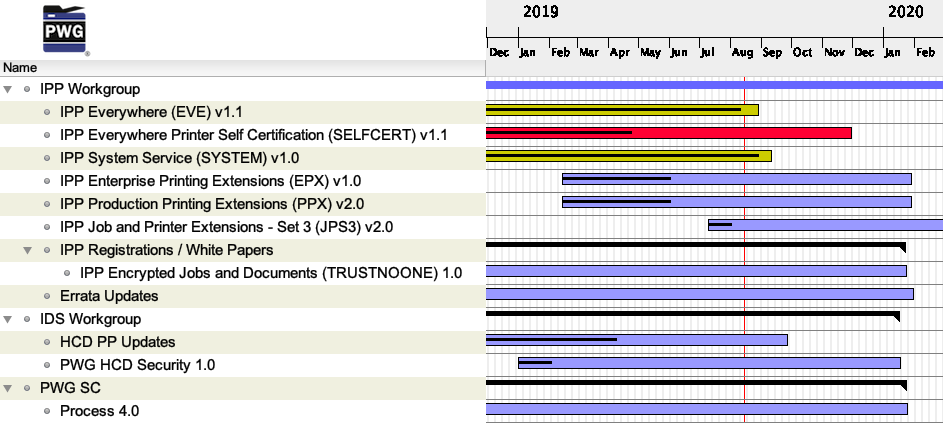 2019 2020
PWG
®
Dec Jan Feb Mar Apr May Jun Jul Aug Sep Oct Nov Dec Jan Feb
Name
IPP Workgroup
IPP Everywhere (EVE) v1.1
IPP Everywhere Printer Self Certification (SELFCERT) v1.1
IPP System Service (SYSTEM) v1.0
IPP Enterprise Printing Extensions (EPX) v1.0
IPP Production Printing Extensions (PPX) v2.0
IPP Job and Printer Extensions - Set 3 (JPS3) v2.0
IPP Registrations / White Papers
IPP Encrypted Jobs and Documents (TRUSTNOONE) 1.0
Errata Updates
IDS Workgroup
HCD PP Updates
PWG HCD Security 1.0
PWG SC
Process 4.0